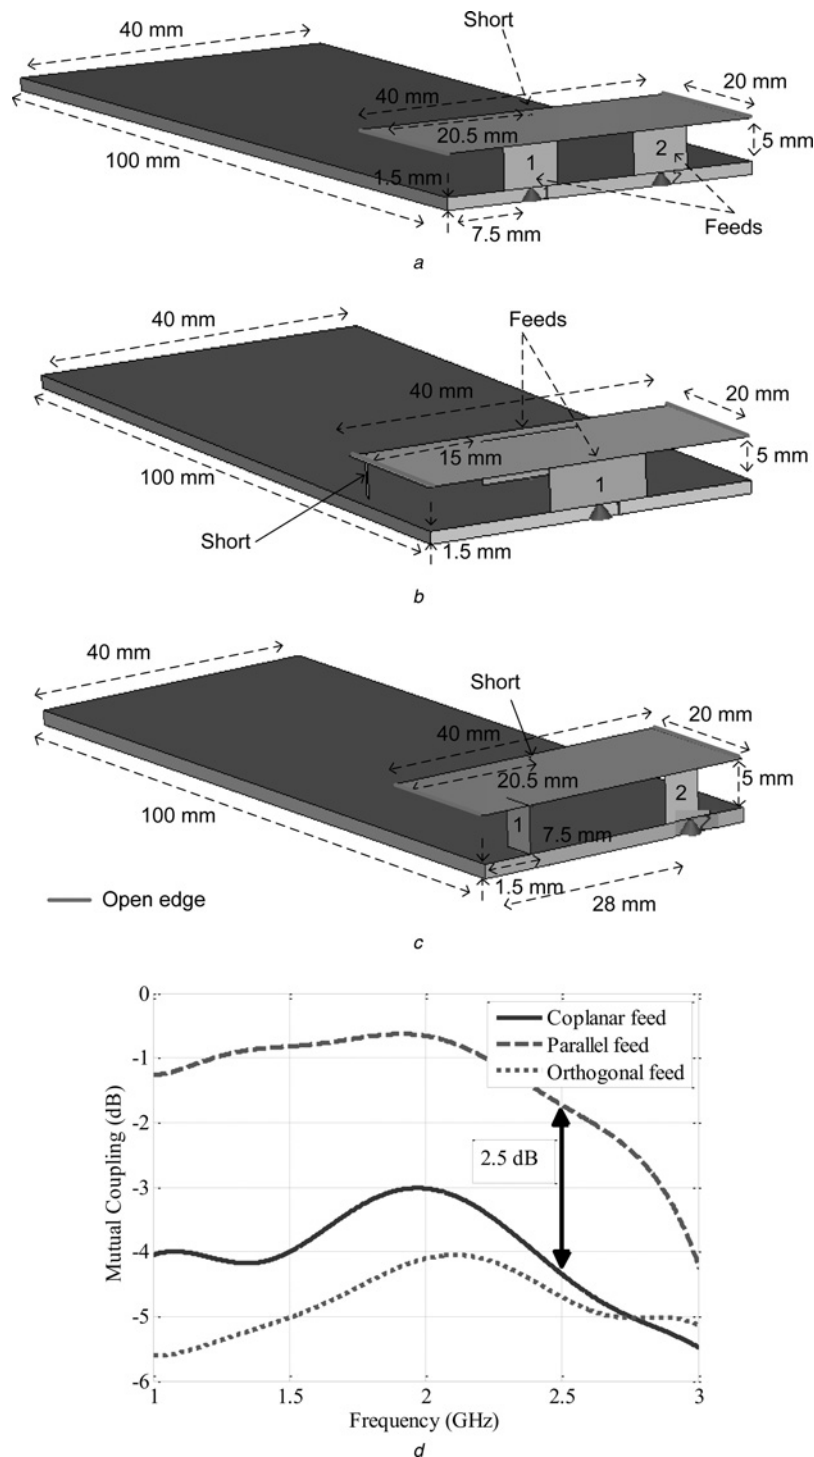 40 mm
Short
40 mm
20 mm
20.5 mm
100 mm
5 mm
1.5 mm
1
2
1
2
7.5 mm
Feeds
a
40 mm
Feeds
40 mm
20 mm
15 mm
100 mm
5 mm
1
1
Short
1.5 mm
b
40 mm
Short
40 mm
20 mm
20.5 mm
100 mm
5 mm
1
2
2
7.5 mm
1.5 mm
Open edge
28 mm
c
0
-1
-2
-3
-4
-5
-6
Mutual Coupling (dB)
Coplanar feed
Parallel feed
Orthogonal feed
2.5 dB
1
1.5
2
2.5
3
Frequency (GHz)
d